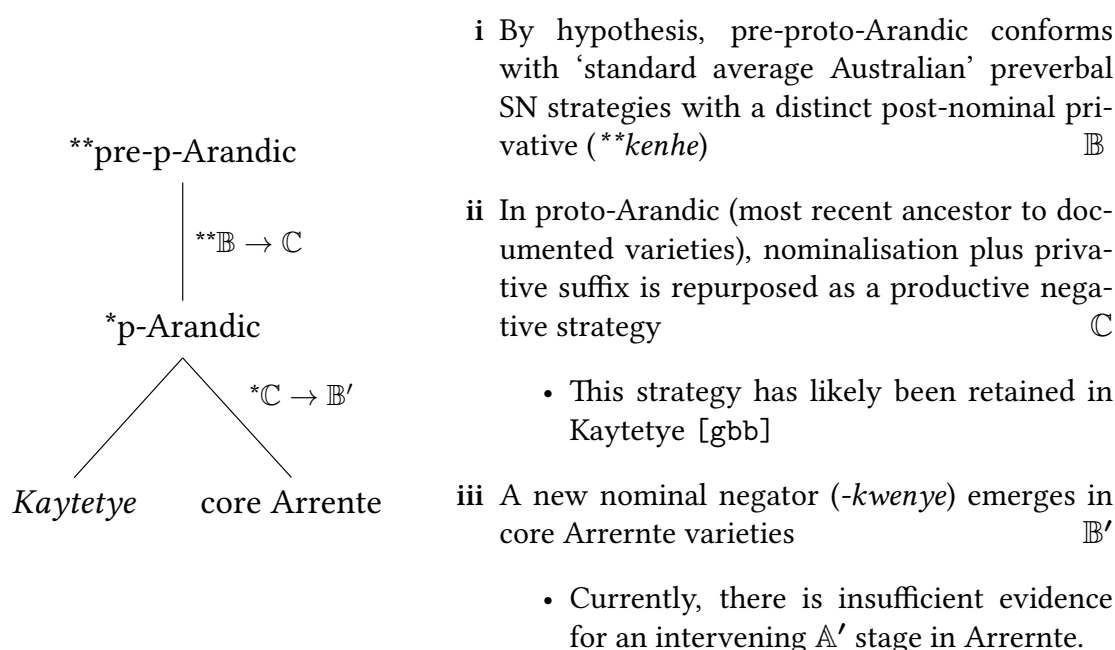 **pre-p-Arandic
**𝔹 → ℂ
*p-Arandic
*ℂ → 𝔹′
Kaytetye
core Arrente
i By hypothesis, pre-proto-Arandic conforms
with ‘standard average Australian’ preverbal
SN strategies with a distinct post-nominal pri-
vative (**kenhe) 𝔹
ii In proto-Arandic (most recent ancestor to doc-
umented varieties), nominalisation plus priva-
tive suffix is repurposed as a productive nega-
tive strategy ℂ
• This strategy has likely been retained in
Kaytetye [gbb]
iii A new nominal negator (-kwenye) emerges in
core Arrernte varieties 𝔹′
• Currently, there is insufficient evidence
for an intervening 𝔸′ stage in Arrernte.